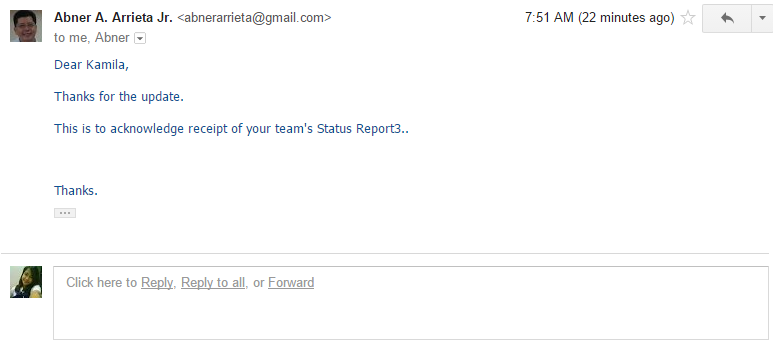 Abner A. Arrieta Jr. <abnerarrieta@gmail.com> 7:51 AM (22 minutes ago)
to me, Abner
Dear Kamila,
Thanks for the update.
This is to acknowledge receipt of your team's Status Report3..
Thanks.
Click here to Reply, Reply to all, or Forward